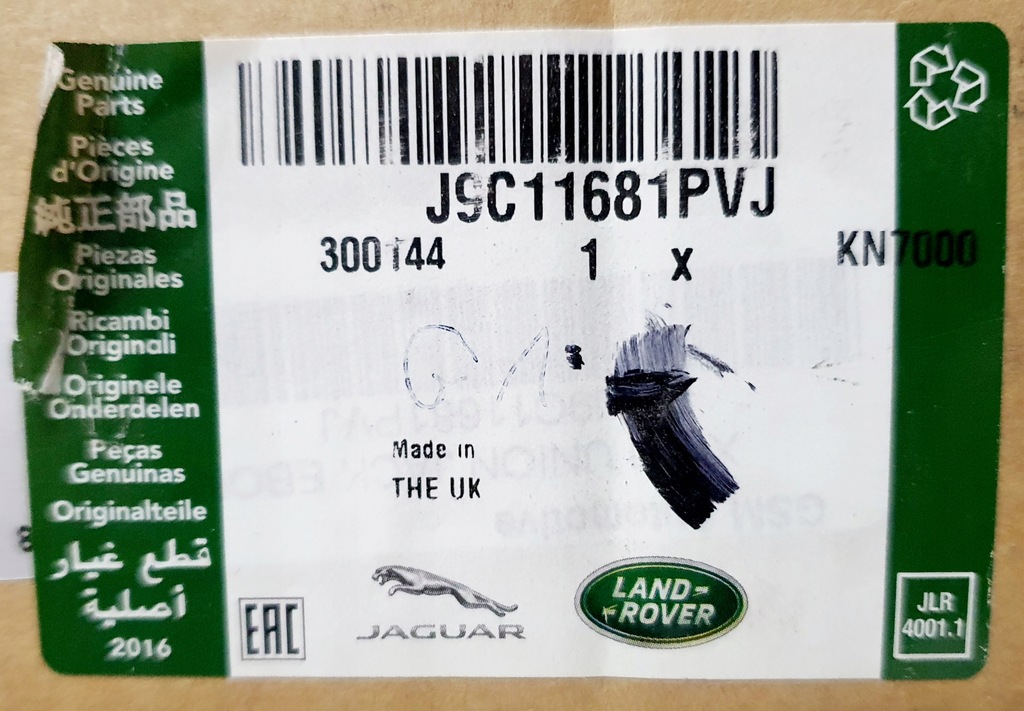 Genuine
Parts
Pièces
d'Origine
純正部品
Piezas
Originales
Ricambi
Originali
Originele
Onderdelen
Peças
Genuinas
Originalteile
قطع غيار
أصلية
2016
J9C11681PVJ
300144 1 x KN7000
Made in
THE UK
EAC
JAGUAR
LAND-
ROVER
JLR
4001.1